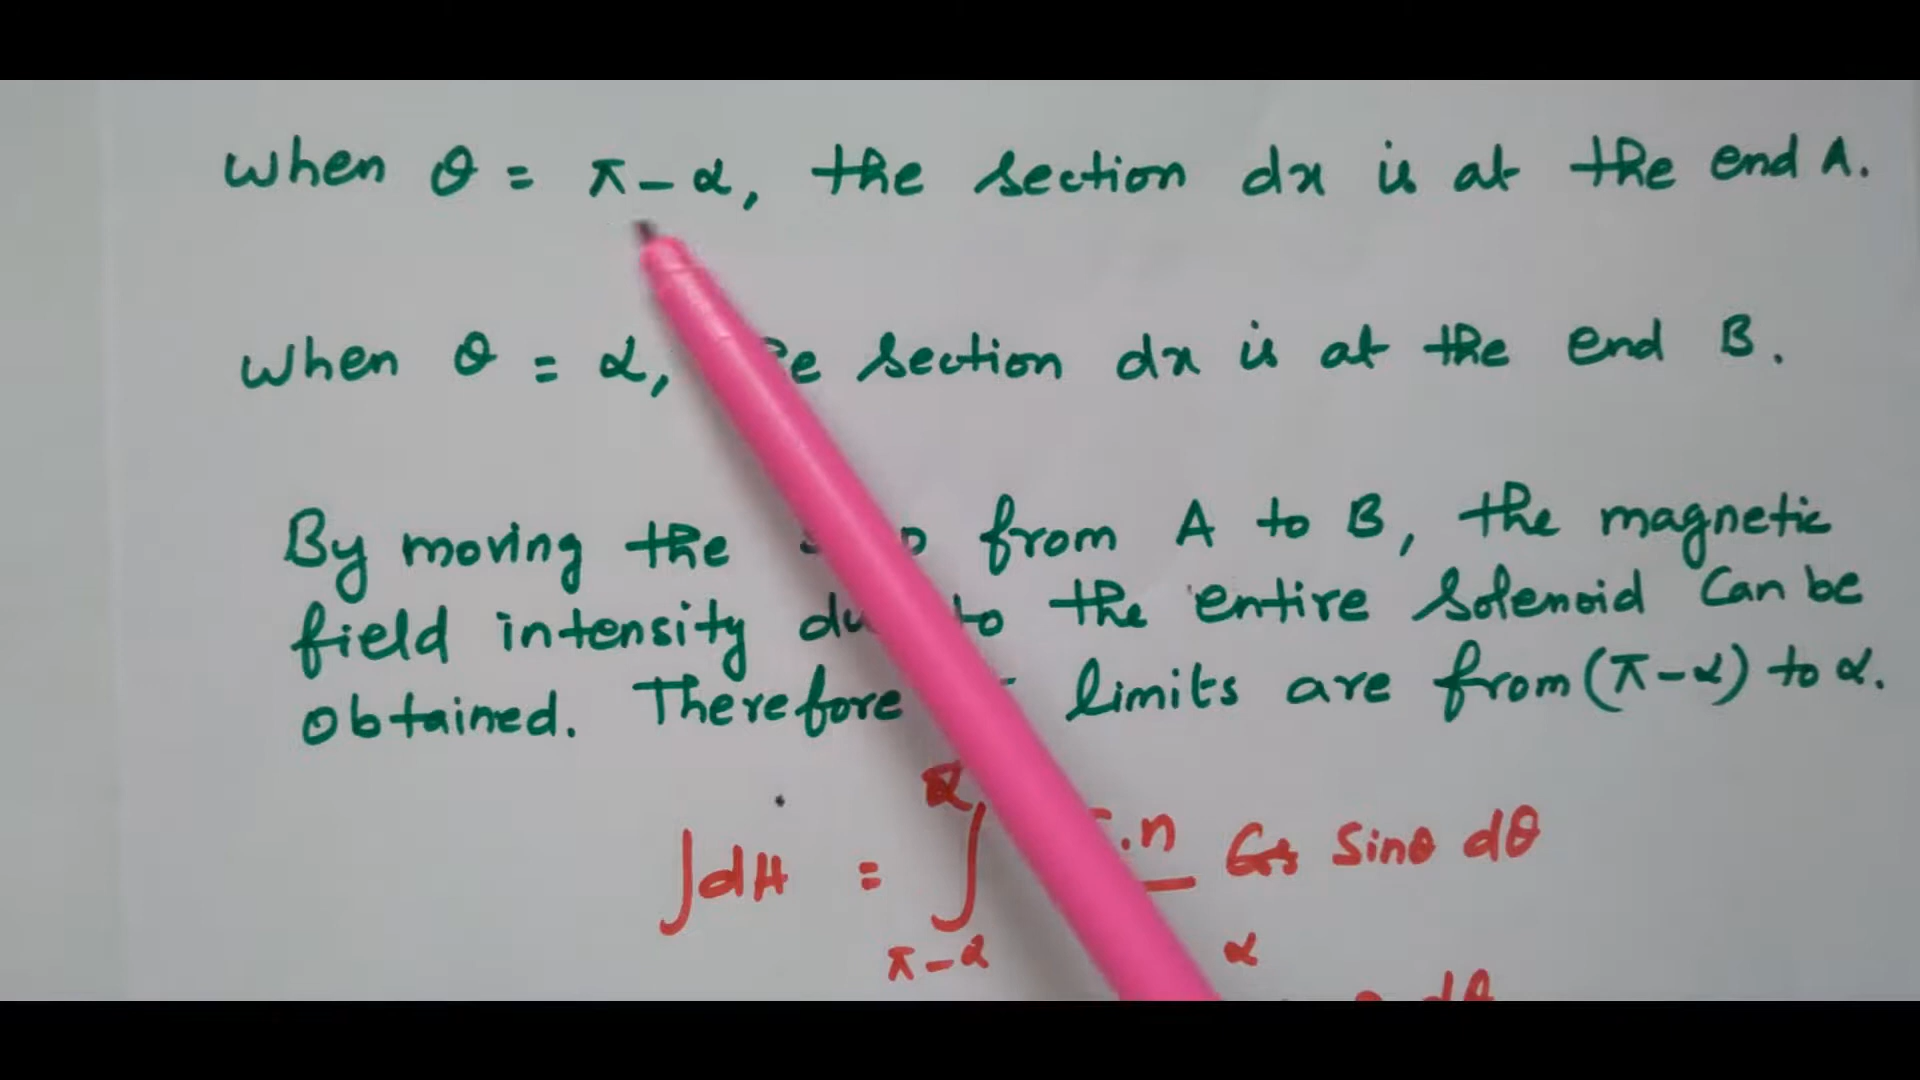 When θ = π - α, the section dx is at the end A.
When θ = α, section dx is at the end B.
By moving the from A to B, the magnetic
field intensity to the entire solenoid can be
obtained. Therefore limits are from (π-α) to α.
∫dH = ∫ .n Sinθ dθ
π-α α
dθ